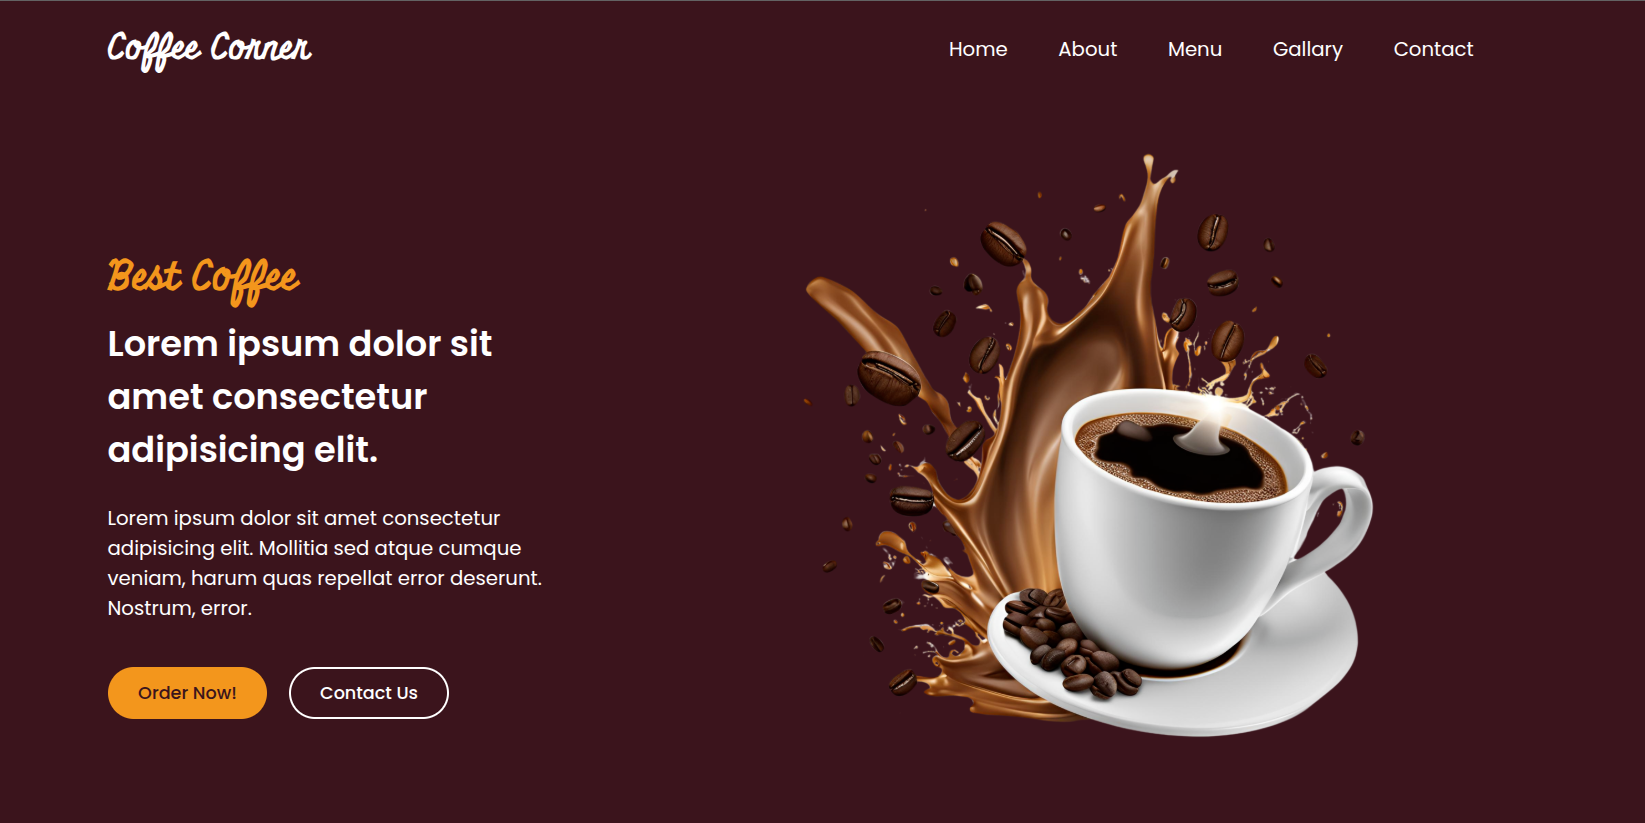 Coffee Corner
Home About Menu Gallary Contact
Best Coffee
Lorem ipsum dolor sit
amet consectetur
adipisicing elit.
Lorem ipsum dolor sit amet consectetur
adipisicing elit. Mollitia sed atque cumque
veniam, harum quas repellat error deserunt.
Nostrum, error.
Order Now! Contact Us